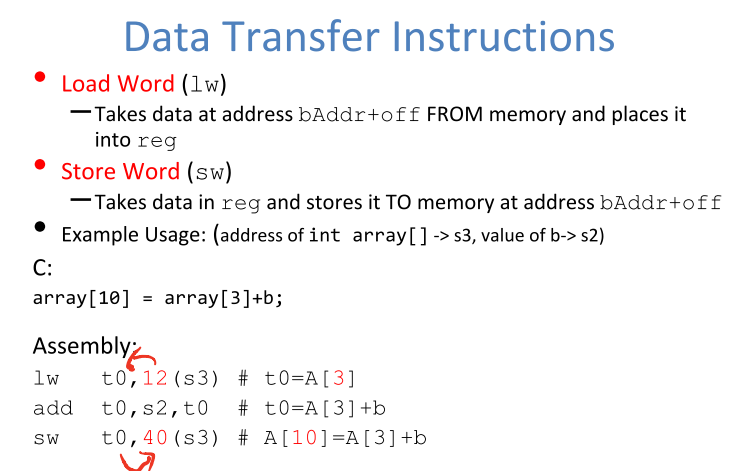 Data Transfer Instructions
• Load Word (lw)
—Takes data at address bAddr+off FROM memory and places it
into reg
• Store Word (sw)
—Takes data in reg and stores it TO memory at address bAddr+off
• Example Usage: (address of int array[] -> s3, value of b-> s2)
C:
array[10] = array[3]+b;
Assembly:
lw t0,12(s3) # t0=A[3]
add t0,s2,t0 # t0=A[3]+b
sw t0,40(s3) # A[10]=A[3]+b